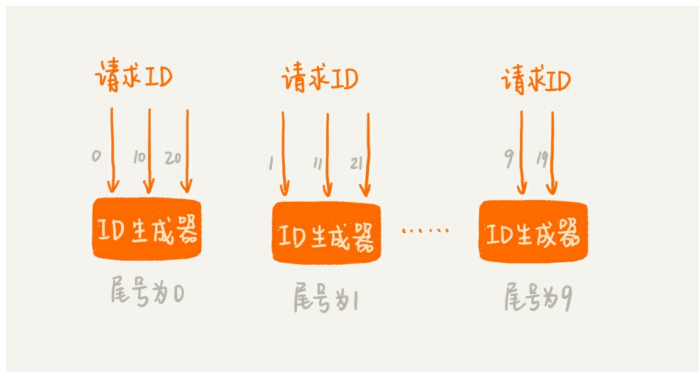 请求ID 请求ID 请求ID
0 10 20 1 11 21 9 19
ID生成器 ID生成器 …… ID生成器
尾号为0 尾号为1 尾号为9